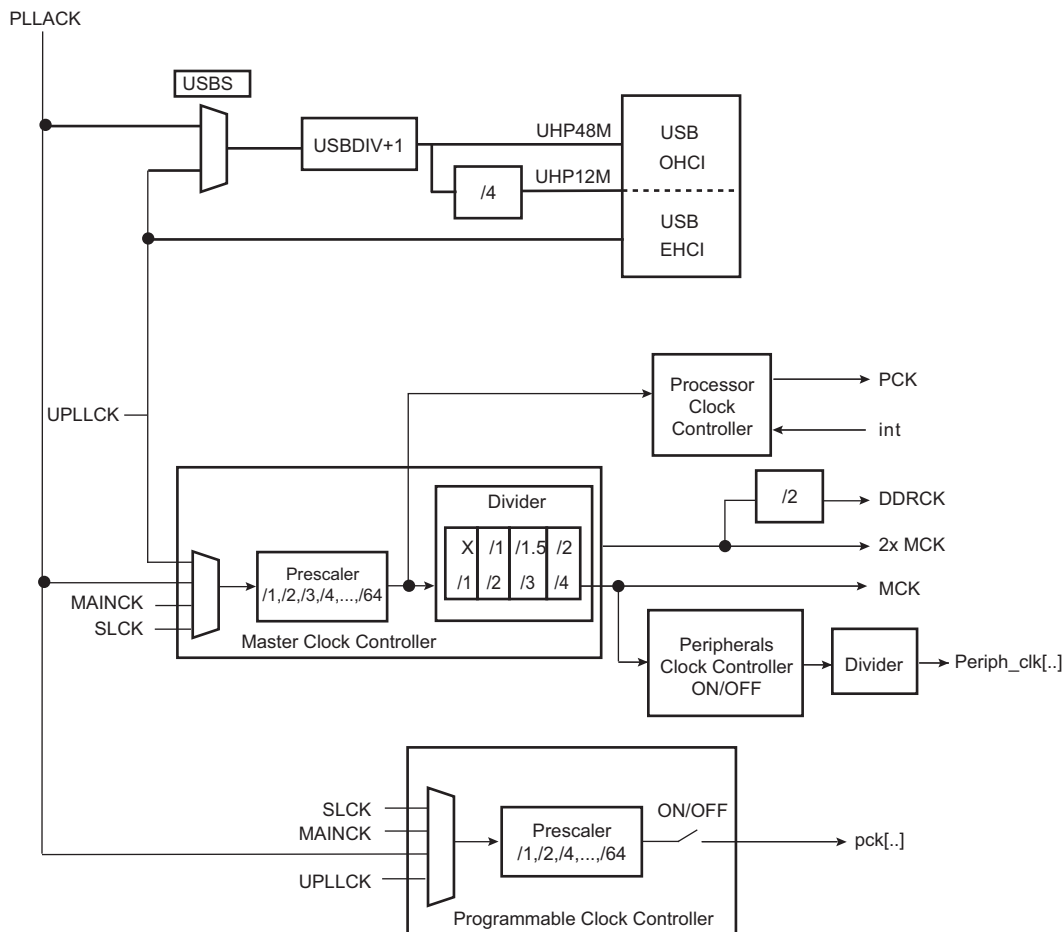 PLLACK
USBS
USBDIV+1
UHP48M
/4
UHP12M
USB
OHCI
USB
EHCI
UPLLCK
Processor
Clock
Controller
PCK
int
/2
DDRCK
Divider
X /1 /1.5 /2
/1 /2 /3 /4
2x MCK
MCK
Prescaler
/1,/2,/3,/4,...,/64
MAINCK
SLCK
Master Clock Controller
Peripherals
Clock Controller
ON/OFF
Divider
Periph_clk[..]
SLCK
MAINCK
UPLLCK
Prescaler
/1,/2,/4,...,/64
ON/OFF
pck[..]
Programmable Clock Controller